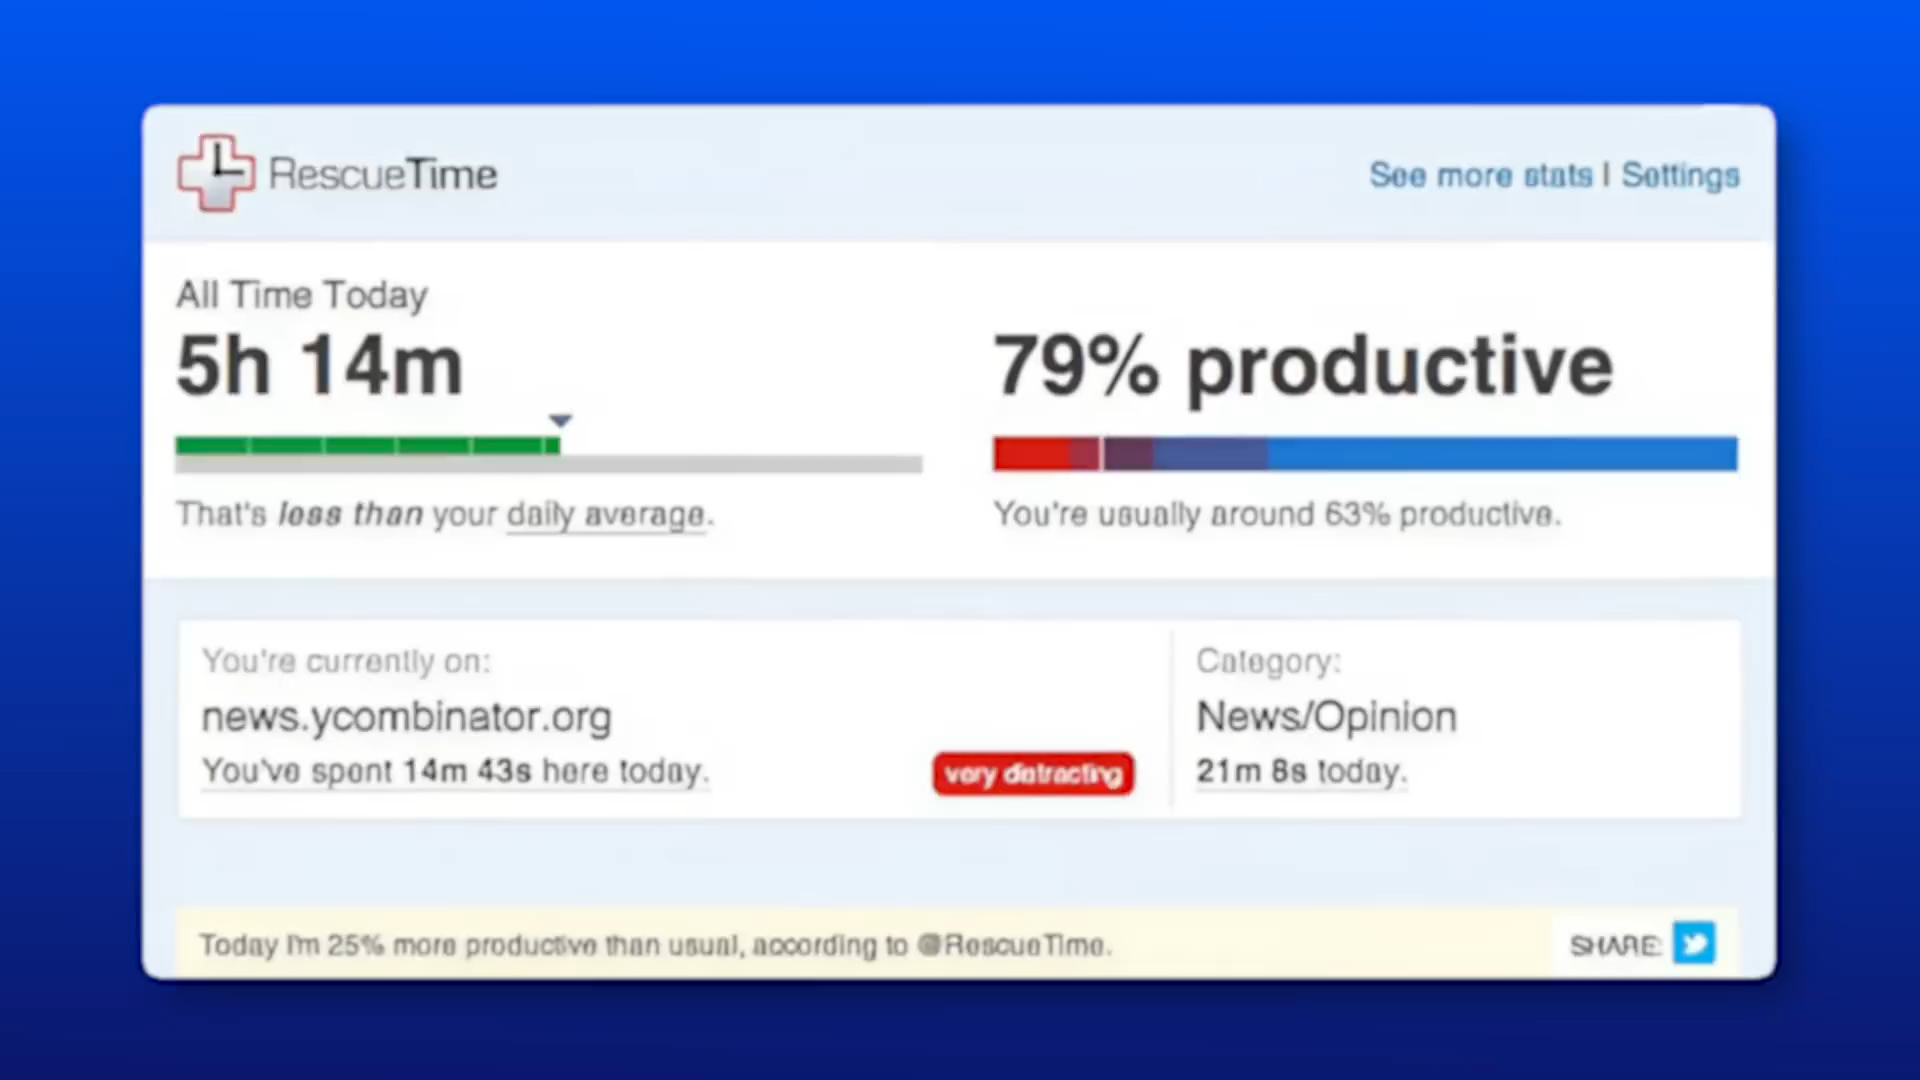 RescueTime
See more stats | Settings
All Time Today
5h 14m
That's less than your daily average.
79% productive
You're usually around 63% productive.
You're currently on:
news.ycombinator.org
You've spent 14m 43s here today.
very distracting
Category:
News/Opinion
21m 8s today.
Today I'm 25% more productive than usual, according to @RescueTime.
SHARE: